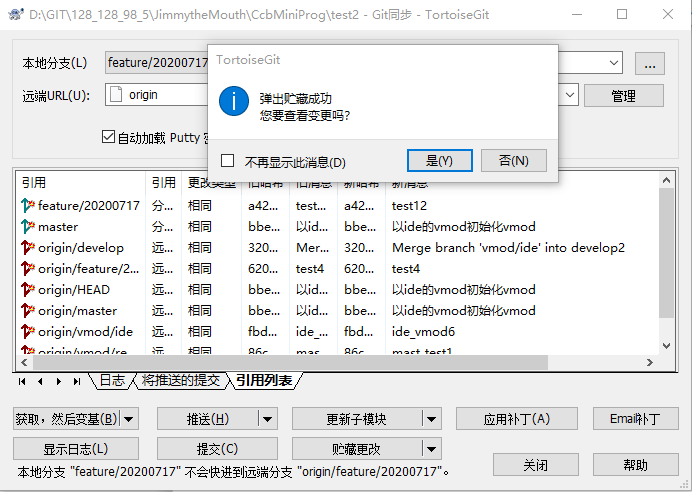 D:\GIT\128_128_98_5\JimmytheMouth\CcbMiniProg\test2 - Git同步 - TortoiseGit
本地分支(L)
feature/20200717
...
远端URL(U):
origin
管理
自动加载 Putty
TortoiseGit
弹出贮藏成功
您要查看变更吗?
不再显示此消息(D)
是(Y)
否(N)
引用 引用 更改类型 旧哈希 旧消息 新哈希 新消息
feature/20200717 分... 相同 a42... test... a42... test12
master 分... 相同 bbe... 以id... bbe... 以ide的vmod初始化vmod
origin/develop 远... 相同 320... Mer... 320... Merge branch 'vmod/ide' into develop2
origin/feature/2... 远... 相同 620... test4 620... test4
origin/HEAD 远... 相同 bbe... 以id... bbe... 以ide的vmod初始化vmod
origin/master 远... 相同 bbe... 以id... bbe... 以ide的vmod初始化vmod
origin/vmod/ide 远... 相同 fbd... ide_... fbd... ide_vmod6
origin/vmod/re 远... 相同 86c... mas... 86c... mast test1
日志 将推送的提交 引用列表
获取，然后变基(B) 推送(H) 更新子模块 应用补丁(A) Email补丁
显示日志(L) 提交(C) 贮藏更改
关闭 帮助
本地分支 "feature/20200717" 不会快进到远端分支 "origin/feature/20200717"。